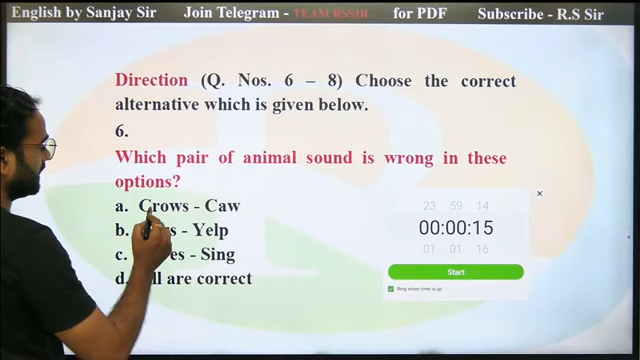 English by Sanjay Sir Join Telegram - TEAM RSSIR for PDF Subscribe - R.S Sir
Direction (Q. Nos. 6 – 8) Choose the correct
alternative which is given below.
6.
Which pair of animal sound is wrong in these
options?
a. Crows - Caw
b. - Yelp
c. - Sing
d. are correct
23 59 14
00:00:15
01 01 16
Start
Ring when time is up